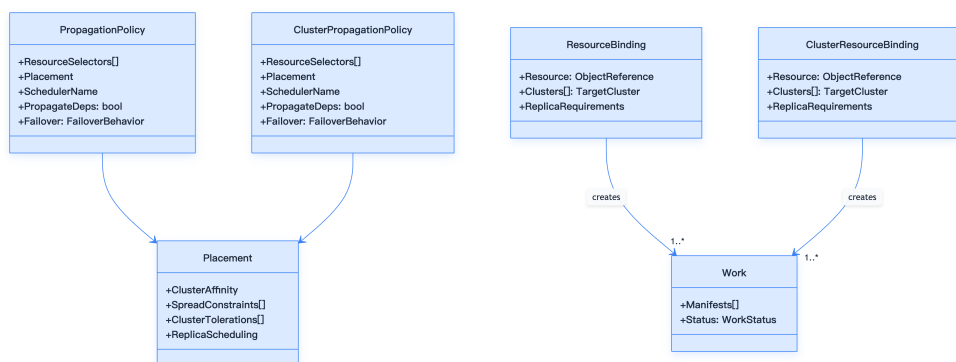 PropagationPolicy
+ResourceSelectors[]
+Placement
+SchedulerName
+PropagateDeps: bool
+Failover: FailoverBehavior
ClusterPropagationPolicy
+ResourceSelectors[]
+Placement
+SchedulerName
+PropagateDeps: bool
+Failover: FailoverBehavior
Placement
+ClusterAffinity
+SpreadConstraints[]
+ClusterTolerations[]
+ReplicaScheduling
ResourceBinding
+Resource: ObjectReference
+Clusters[]: TargetCluster
+ReplicaRequirements
ClusterResourceBinding
+Resource: ObjectReference
+Clusters[]: TargetCluster
+ReplicaRequirements
creates
creates
1..*
1..*
Work
+Manifests[]
+Status: WorkStatus